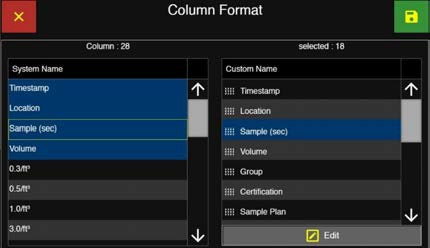 Column Format
Column : 28
selected : 18
System Name
Timestamp
Location
Sample (sec)
Volume
0.3/ft³
0.5/ft³
1.0/ft³
3.0/ft³
Custom Name
Timestamp
Location
Sample (sec)
Volume
Group
Certification
Sample Plan
Edit